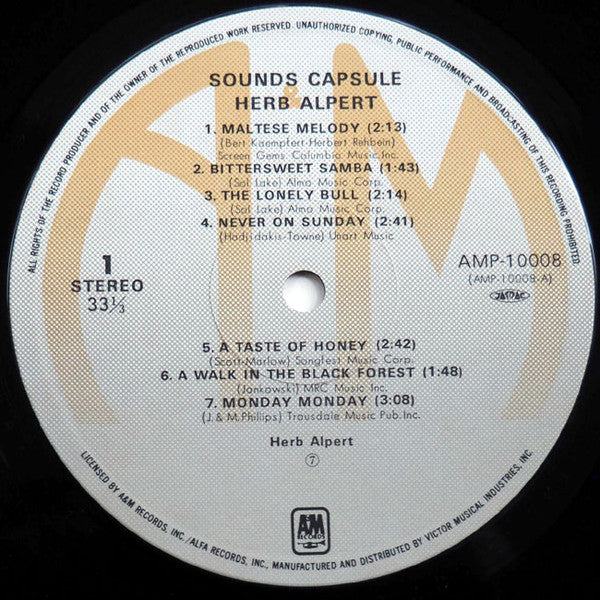 ALL RIGHTS OF THE RECORD PRODUCER AND OF THE OWNER OF THE REPRODUCED WORK RESERVED. UNAUTHORIZED COPYING, PUBLIC PERFORMANCE AND BROADCASTING OF THIS RECORD PROHIBITED.
SOUNDS CAPSULE
HERB ALPERT
1. MALTESE MELODY (2:13)
(Bert Kaempfert-Herbert Rehbein)
Screen Gems Columbia Music, Inc.
2. BITTERSWEET SAMBA (1:43)
(Sol Lake) Almo Music Corp.
3. THE LONELY BULL (2:14)
(Sol Lake) Almo Music Corp.
4. NEVER ON SUNDAY (2:41)
(Hadjidakis-Towne) Unart Music
1
STEREO
33⅓
AMP-10008
(AMP-10008-A)
JASRAC
5. A TASTE OF HONEY (2:42)
(Scott-Marlow) Songfest Music Corp.
6. A WALK IN THE BLACK FOREST (1:48)
(Jankowski) MRC Music Inc.
7. MONDAY MONDAY (3:08)
(J. & M. Phillips) Trausdale Music Pub. Inc.
Herb Alpert
⑦
A&M
RECORDS
LICENSED BY A&M RECORDS, INC. / ALFA RECORDS, INC., MANUFACTURED AND DISTRIBUTED BY VICTOR MUSICAL INDUSTRIES, INC.